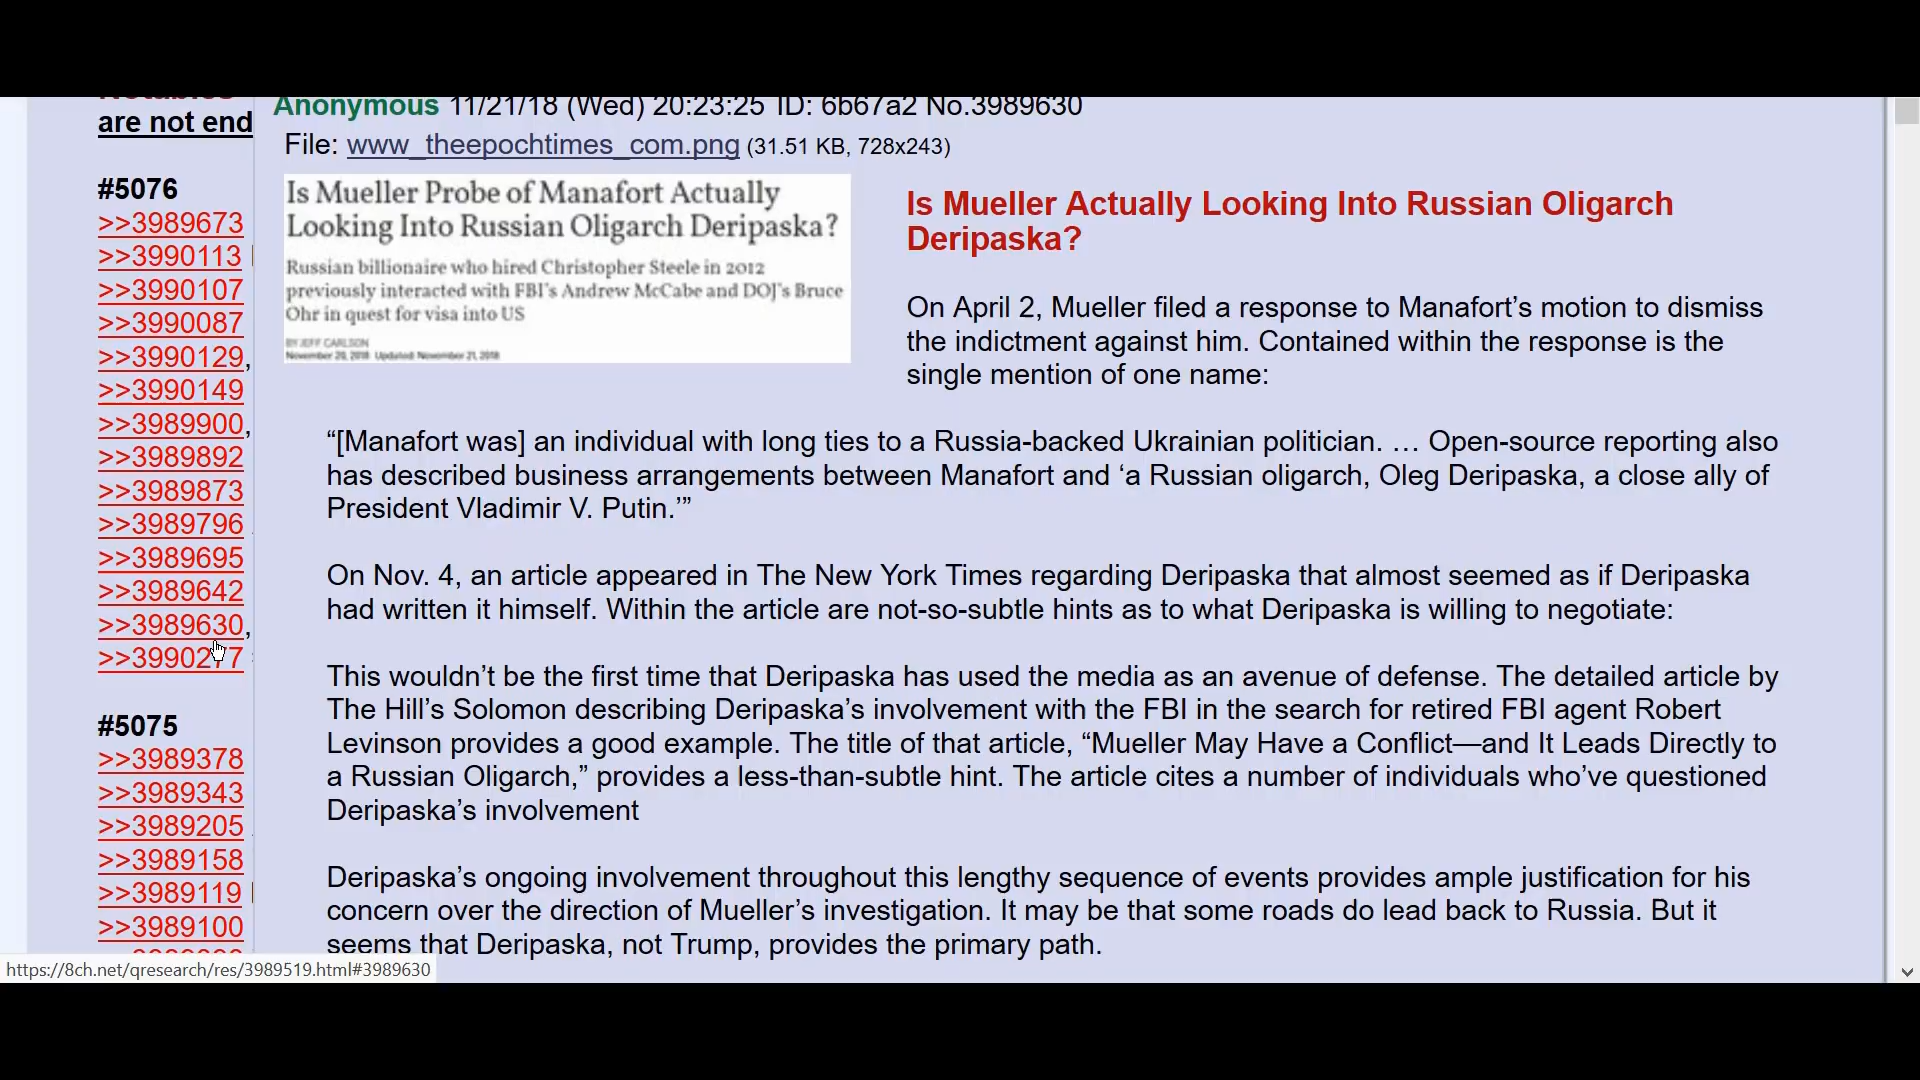 are not end
#5076
>>3989673
>>3990113
>>3990107
>>3990087
>>3990129,
>>3990149
>>3989900,
>>3989892
>>3989873
>>3989796
>>3989695
>>3989642
>>3989630,
>>3990277
#5075
>>3989378
>>3989343
>>3989205
>>3989158
>>3989119
>>3989100
Anonymous 11/21/18 (Wed) 20:23:25 ID: 6b67a2 No.3989630
File: www_theepochtimes_com.png (31.51 KB, 728x243)
Is Mueller Probe of Manafort Actually
Looking Into Russian Oligarch Deripaska?
Russian billionaire who hired Christopher Steele in 2012
previously interacted with FBI's Andrew McCabe and DOJ's Bruce
Ohr in quest for visa into US
BY JEFF CARLSON
November 20, 2018 Updated: November 21, 2018
Is Mueller Actually Looking Into Russian Oligarch
Deripaska?
On April 2, Mueller filed a response to Manafort’s motion to dismiss
the indictment against him. Contained within the response is the
single mention of one name:
“[Manafort was] an individual with long ties to a Russia-backed Ukrainian politician. … Open-source reporting also
has described business arrangements between Manafort and ‘a Russian oligarch, Oleg Deripaska, a close ally of
President Vladimir V. Putin.’”
On Nov. 4, an article appeared in The New York Times regarding Deripaska that almost seemed as if Deripaska
had written it himself. Within the article are not-so-subtle hints as to what Deripaska is willing to negotiate:
This wouldn’t be the first time that Deripaska has used the media as an avenue of defense. The detailed article by
The Hill’s Solomon describing Deripaska’s involvement with the FBI in the search for retired FBI agent Robert
Levinson provides a good example. The title of that article, “Mueller May Have a Conflict—and It Leads Directly to
a Russian Oligarch,” provides a less-than-subtle hint. The article cites a number of individuals who’ve questioned
Deripaska’s involvement
Deripaska’s ongoing involvement throughout this lengthy sequence of events provides ample justification for his
concern over the direction of Mueller’s investigation. It may be that some roads do lead back to Russia. But it
seems that Deripaska, not Trump, provides the primary path.
https://8ch.net/qresearch/res/3989519.html#3989630